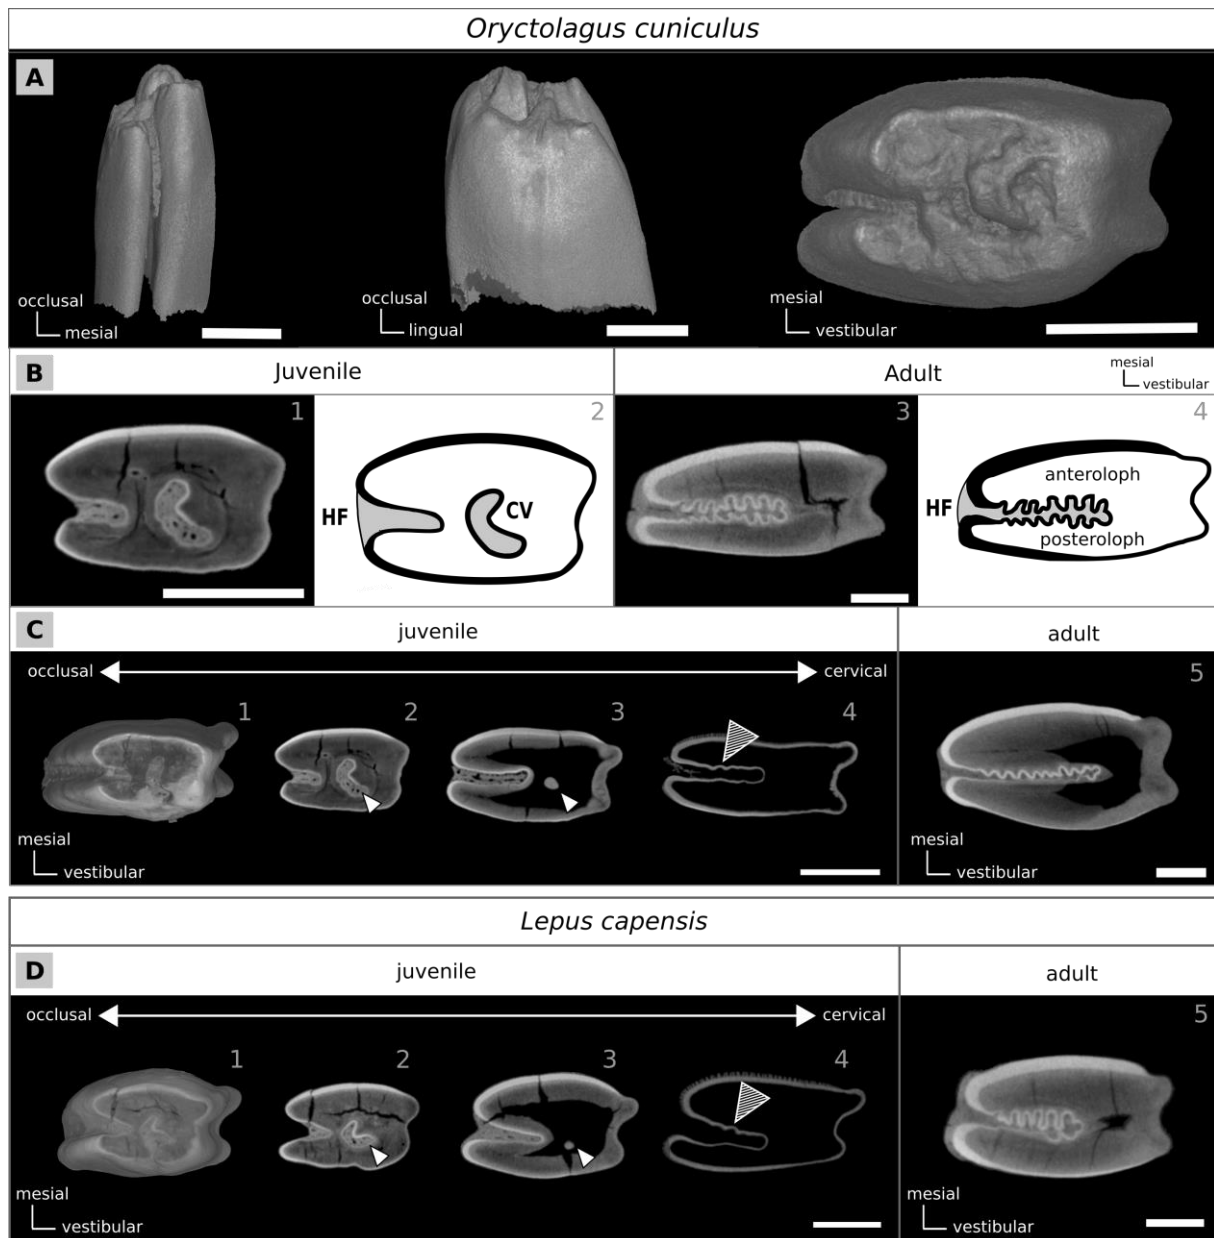 Oryctolagus cuniculus
A
occlusal
mesial
occlusal
lingual
mesial
vestibular
B
Juvenile
Adult
mesial
vestibular
1
2
HF
CV
3
4
HF
anteroloph
posteroloph
C
juvenile
adult
occlusal
cervical
1
2
3
4
5
mesial
vestibular
mesial
vestibular
Lepus capensis
D
juvenile
adult
occlusal
cervical
1
2
3
4
5
mesial
vestibular
mesial
vestibular